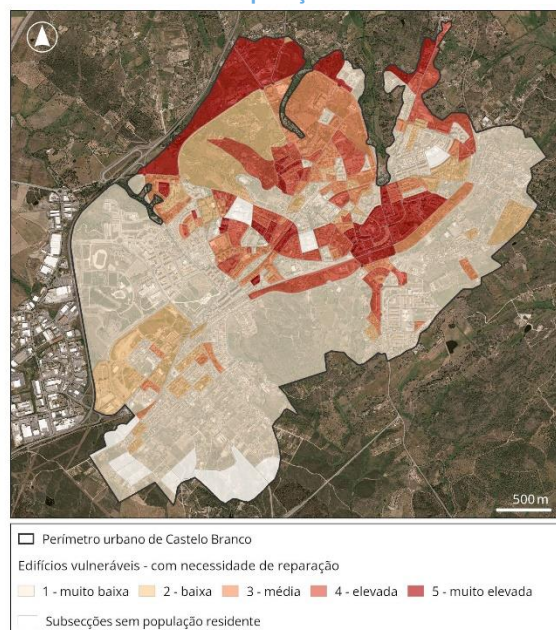 500 m
Perímetro urbano de Castelo Branco
Edifícios vulneráveis - com necessidade de reparação
1 - muito baixa 2 - baixa 3 - média 4 - elevada 5 - muito elevada
Subsecções sem população residente